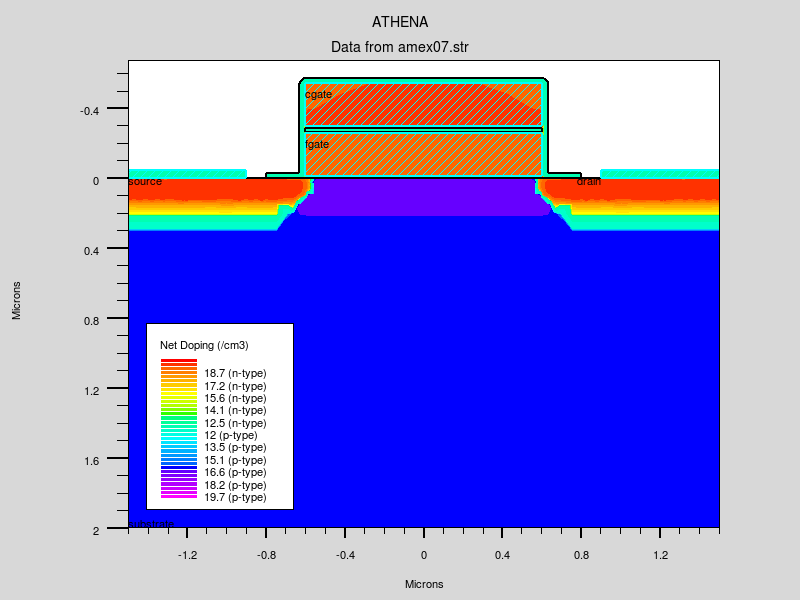 ATHENA
Data from amex07.str
cgate
fgate
source
drain
substrate
Microns
-0.4
0
0.4
0.8
1.2
1.6
2
Net Doping (/cm3)
18.7 (n-type)
17.2 (n-type)
15.6 (n-type)
14.1 (n-type)
12.5 (n-type)
12 (p-type)
13.5 (p-type)
15.1 (p-type)
16.6 (p-type)
18.2 (p-type)
19.7 (p-type)
-1.2
-0.8
-0.4
0
0.4
0.8
1.2
Microns